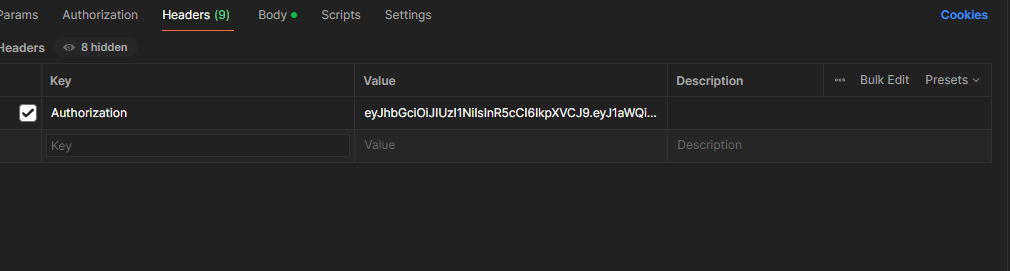 Params Authorization Headers (9) Body Scripts Settings Cookies
Headers 8 hidden
Key Value Description Bulk Edit Presets
Authorization eyJhbGciOiJIUzI1NiIsInR5cCI6IkpXVCJ9.eyJ1aWQi...
Key Value Description